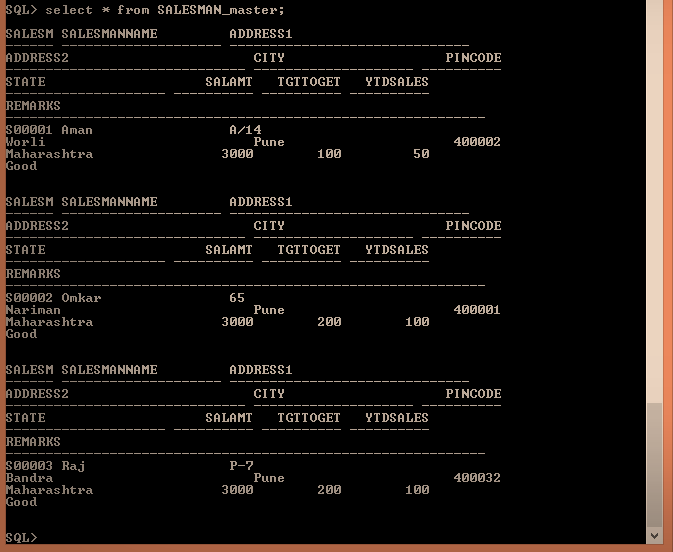 SQL> select * from SALESMAN_master;
SALESM SALESMANNAME ADDRESS1
ADDRESS2 CITY PINCODE
STATE SALAMT TGTTOGET YTDSALES
REMARKS
S00001 Aman A/14
Worli Pune 400002
Maharashtra 3000 100 50
Good
SALESM SALESMANNAME ADDRESS1
ADDRESS2 CITY PINCODE
STATE SALAMT TGTTOGET YTDSALES
REMARKS
S00002 Omkar 65
Nariman Pune 400001
Maharashtra 3000 200 100
Good
SALESM SALESMANNAME ADDRESS1
ADDRESS2 CITY PINCODE
STATE SALAMT TGTTOGET YTDSALES
REMARKS
S00003 Raj P-7
Bandra Pune 400032
Maharashtra 3000 200 100
Good
SQL>